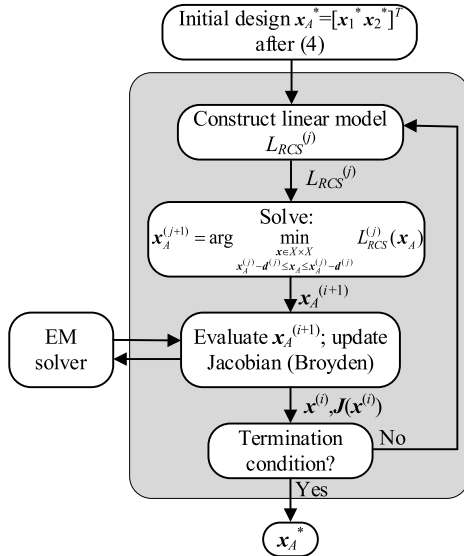 Initial design x_A^*=[x_1^* x_2^*]^T
after (4)
Construct linear model
L_RCS^(j)
L_RCS^(j)
Solve:
x_A^(j+1) = arg min L_RCS^(j)(x_A)
x∈X×X
x_A^(j)−d^(j)≤x_A≤x_A^(j)−d^(j)
x_A^(i+1)
EM
solver
Evaluate x_A^(i+1); update
Jacobian (Broyden)
x^(i),J(x^(i))
Termination
condition?
No
Yes
x_A^*